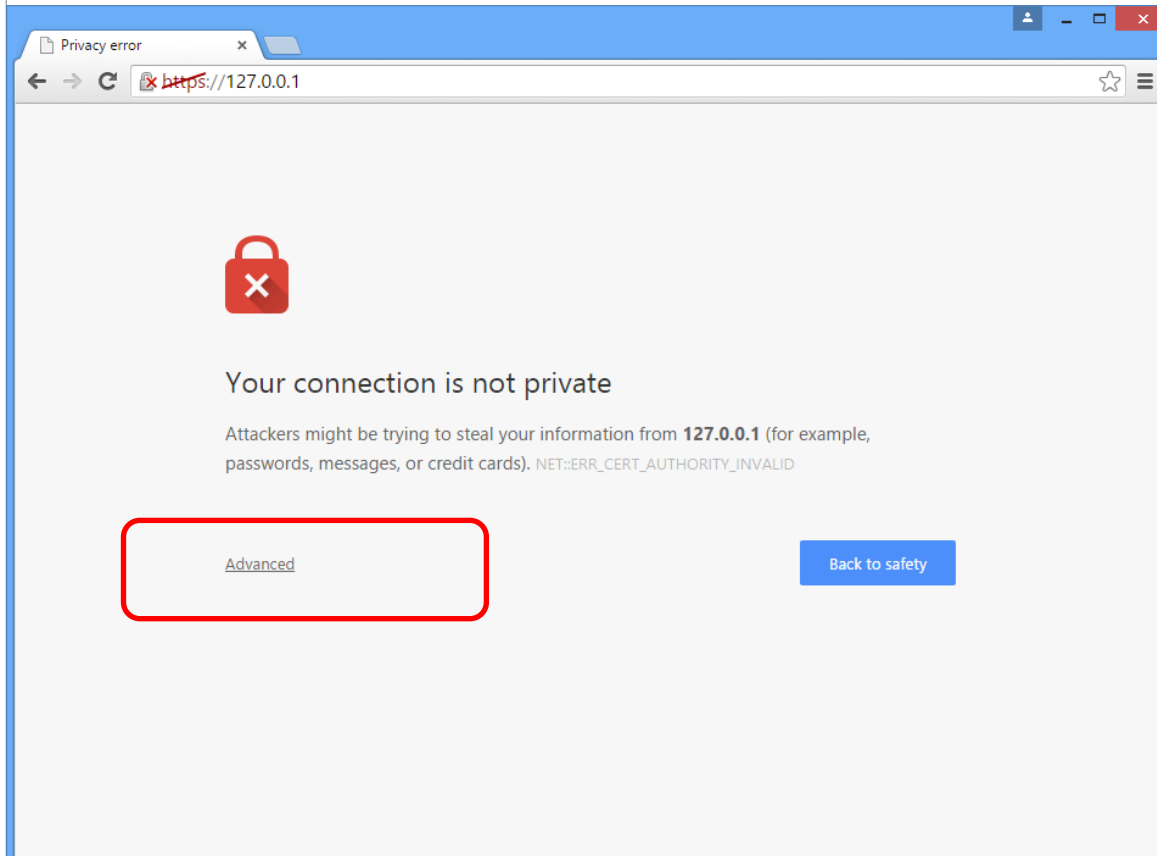 Privacy error
https://127.0.0.1
Your connection is not private
Attackers might be trying to steal your information from 127.0.0.1 (for example,
passwords, messages, or credit cards). NET::ERR_CERT_AUTHORITY_INVALID
Advanced
Back to safety